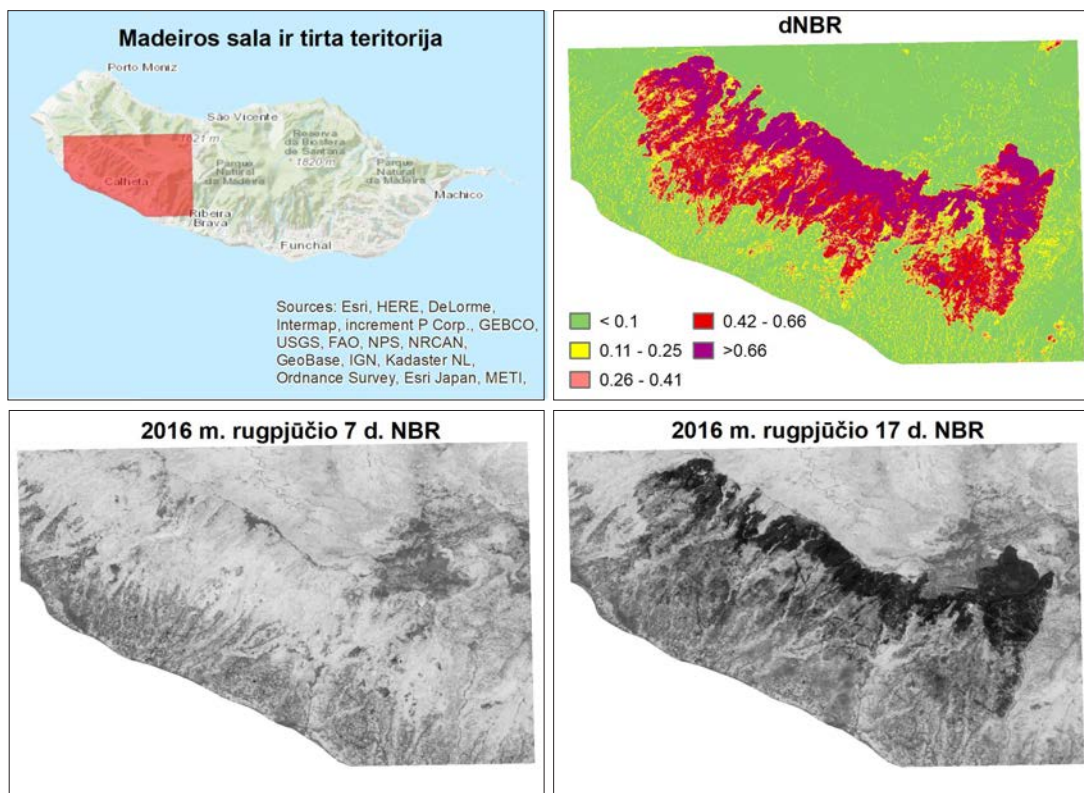 Madeiros sala ir tirta teritorija
Porto Moniz
São Vicente
1621 m
Reserva
da Biosfera
de Santana
1820 m
Parque
Natural
da Madeira
Parque
Natural
da Madeira
Calheta
Machico
Ribeira
Brava
Funchal
Sources: Esri, HERE, DeLorme,
Intermap, increment P Corp., GEBCO,
USGS, FAO, NPS, NRCAN,
GeoBase, IGN, Kadaster NL,
Ordnance Survey, Esri Japan, METI,
dNBR
< 0.1
0.11 - 0.25
0.26 - 0.41
0.42 - 0.66
>0.66
2016 m. rugpjūčio 7 d. NBR
2016 m. rugpjūčio 17 d. NBR